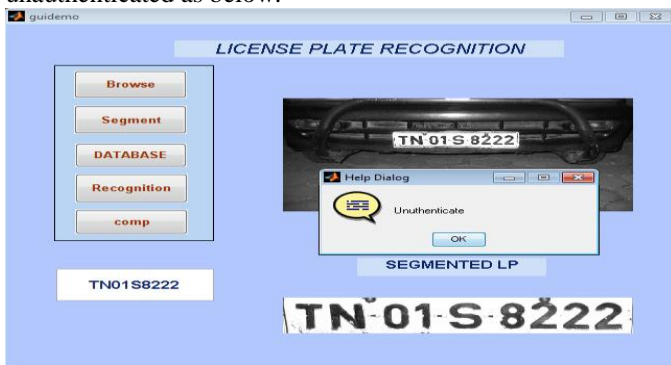 unauthenticated as below.
guidemo
LICENSE PLATE RECOGNITION
Browse
Segment
DATABASE
Recognition
comp
TN01S8222
TN 01 S 8222
Help Dialog
Unuthenticate
OK
SEGMENTED LP
TN-01-S-8222